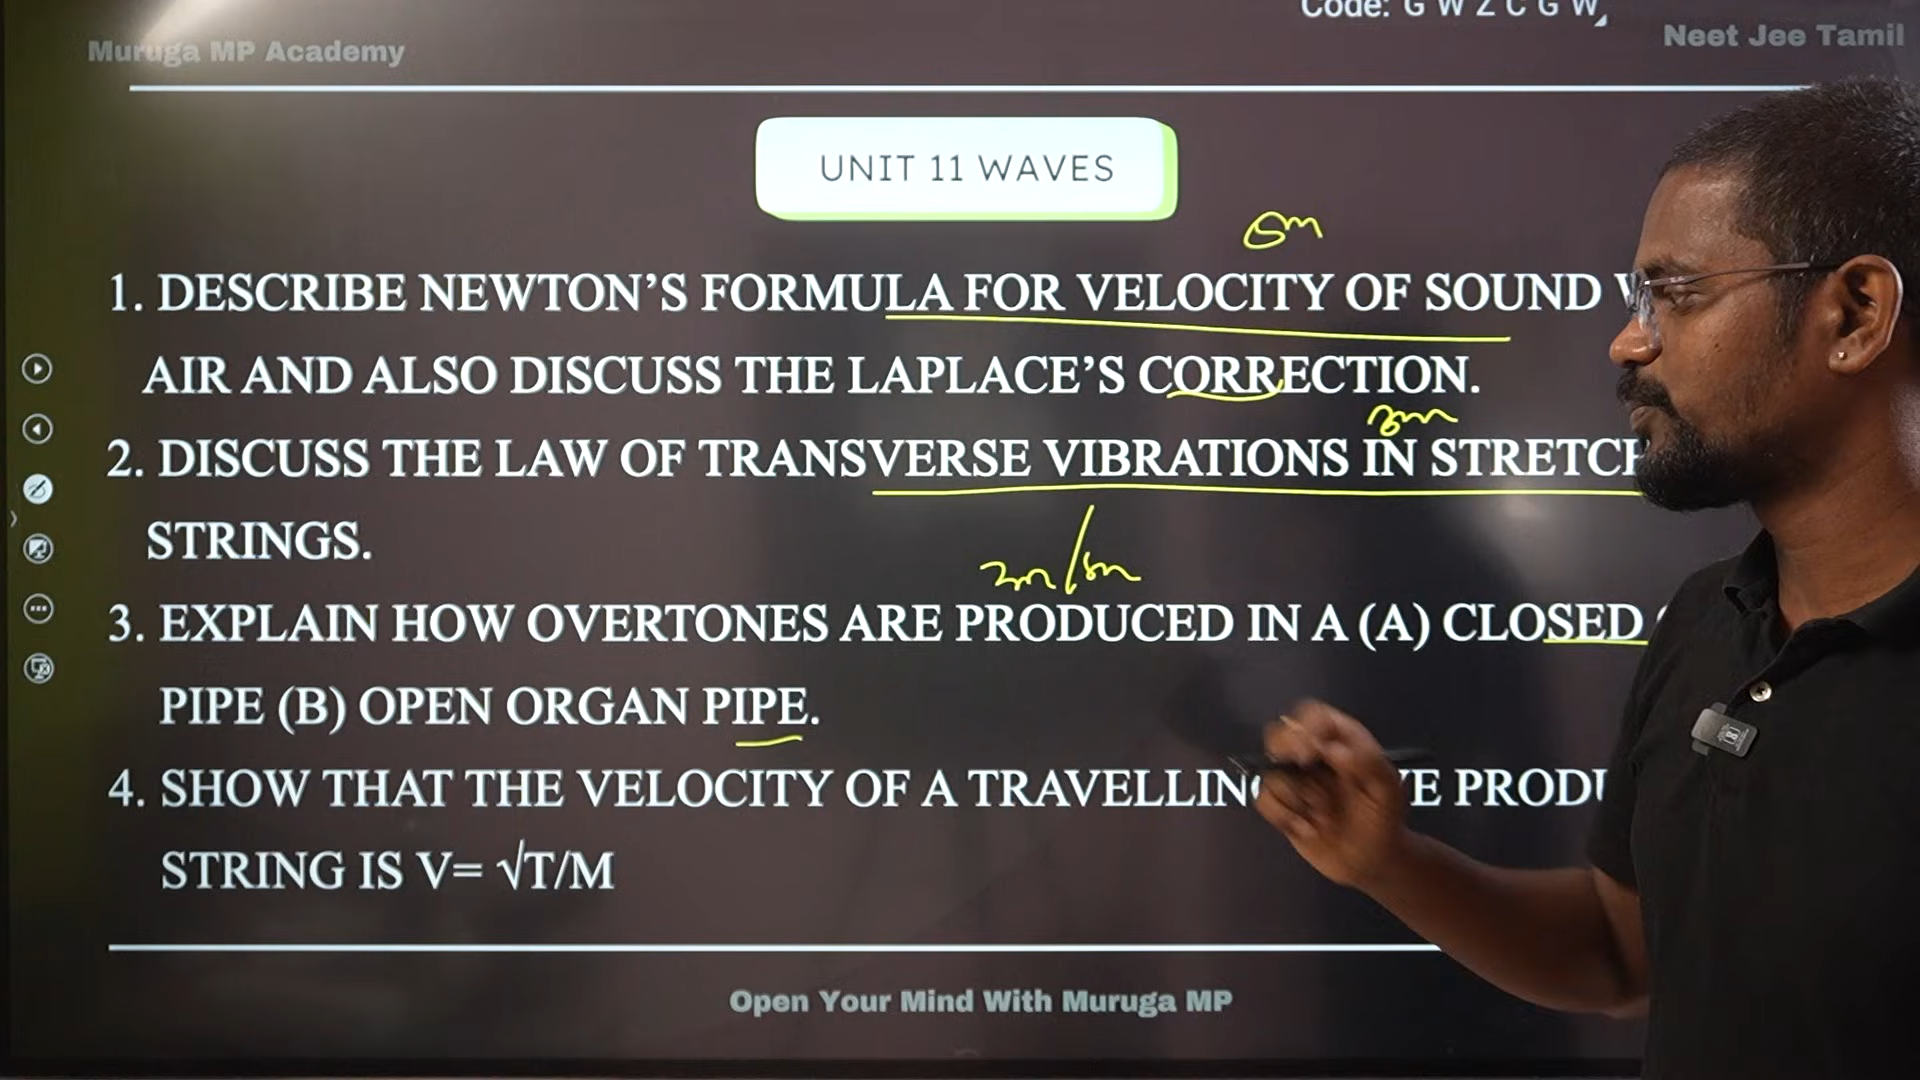 Code: G W Z C G W
Muruga MP Academy
Neet Jee Tamil
UNIT 11 WAVES
5m
1. DESCRIBE NEWTON'S FORMULA FOR VELOCITY OF SOUND
AIR AND ALSO DISCUSS THE LAPLACE'S CORRECTION.
3m
2. DISCUSS THE LAW OF TRANSVERSE VIBRATIONS IN STRETCH
STRINGS.
3m/5m
3. EXPLAIN HOW OVERTONES ARE PRODUCED IN A (A) CLOSED
PIPE (B) OPEN ORGAN PIPE.
4. SHOW THAT THE VELOCITY OF A TRAVELLING PRODU
STRING IS V= √T/M
Open Your Mind With Muruga MP